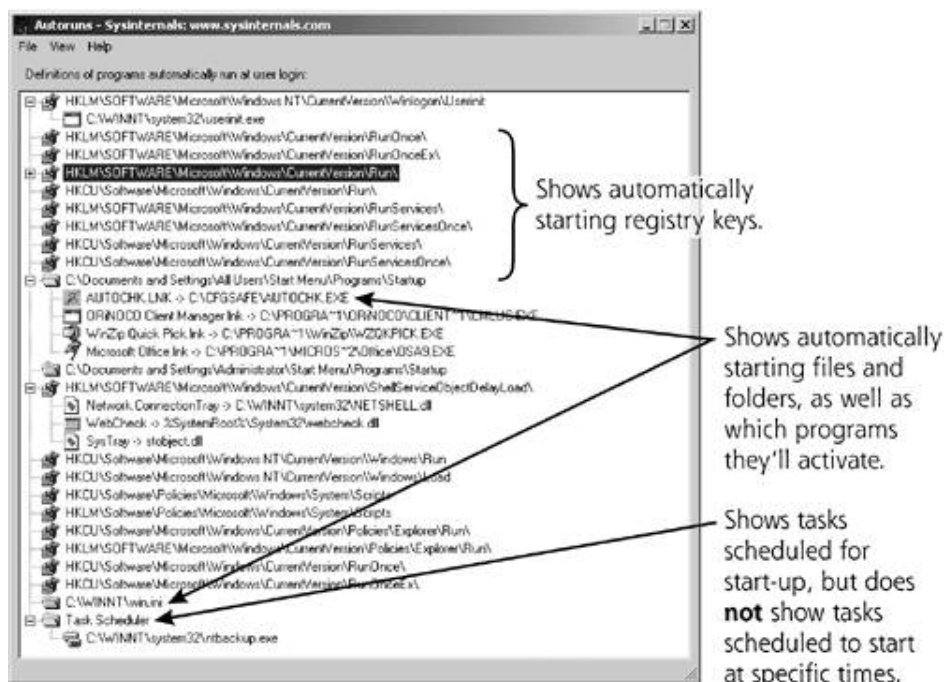 Autoruns - Sysinternals: www.sysinternals.com
File View Help
Definitions of programs automatically run at user login:
HKLM\SOFTWARE\Microsoft\Windows NT\CurrentVersion\Winlogon\Userinit
C:\WINNT\system32\userinit.exe
HKLM\SOFTWARE\Microsoft\Windows\CurrentVersion\RunOnce\
HKLM\SOFTWARE\Microsoft\Windows\CurrentVersion\RunOnceEx\
HKLM\SOFTWARE\Microsoft\Windows\CurrentVersion\Run\
HKCU\Software\Microsoft\Windows\CurrentVersion\Run\
HKLM\SOFTWARE\Microsoft\Windows\CurrentVersion\RunServices\
HKLM\SOFTWARE\Microsoft\Windows\CurrentVersion\RunServicesOnce\
HKCU\Software\Microsoft\Windows\CurrentVersion\RunServices\
HKCU\Software\Microsoft\Windows\CurrentVersion\RunServicesOnce\
C:\Documents and Settings\All Users\Start Menu\Programs\Startup
AUTOCHK.LNK -> C:\CFGSAFE\AUTOCHK.EXE
ORiNOCO Client Manager.lnk -> C:\PROGRA~1\ORiNOCO\CLIENT~1\
WinZip Quick Pick.lnk -> C:\PROGRA~1\WinZip\WZQKPICK.EXE
Microsoft Office.lnk -> C:\PROGRA~1\MICROS~2\Office\OSA9.EXE
C:\Documents and Settings\Administrator\Start Menu\Programs\Startup
HKLM\SOFTWARE\Microsoft\Windows\CurrentVersion\ShellServiceObjectDelayLoad\
Network.ConnectionTray -> C:\WINNT\system32\NETSHELL.dll
WebCheck -> %SystemRoot%\System32\webcheck.dll
SysTray -> stobject.dll
HKCU\Software\Microsoft\Windows NT\CurrentVersion\Windows\Run
HKCU\Software\Microsoft\Windows NT\CurrentVersion\Windows\Load
HKCU\Software\Policies\Microsoft\Windows\System\Scripts
HKLM\Software\Policies\Microsoft\Windows\System\Scripts
HKCU\Software\Microsoft\Windows\CurrentVersion\Policies\Explorer\Run\
HKLM\SOFTWARE\Microsoft\Windows\CurrentVersion\Policies\Explorer\Run\
HKCU\Software\Microsoft\Windows\CurrentVersion\RunOnce\
HKCU\Software\Microsoft\Windows\CurrentVersion\RunOnceEx\
C:\WINNT\win.ini
Task Scheduler
C:\WINNT\system32\ntbackup.exe
Shows automatically
starting registry keys.
Shows automatically
starting files and
folders, as well as
which programs
they'll activate.
Shows tasks
scheduled for
start-up, but does
not show tasks
scheduled to start
at specific times.